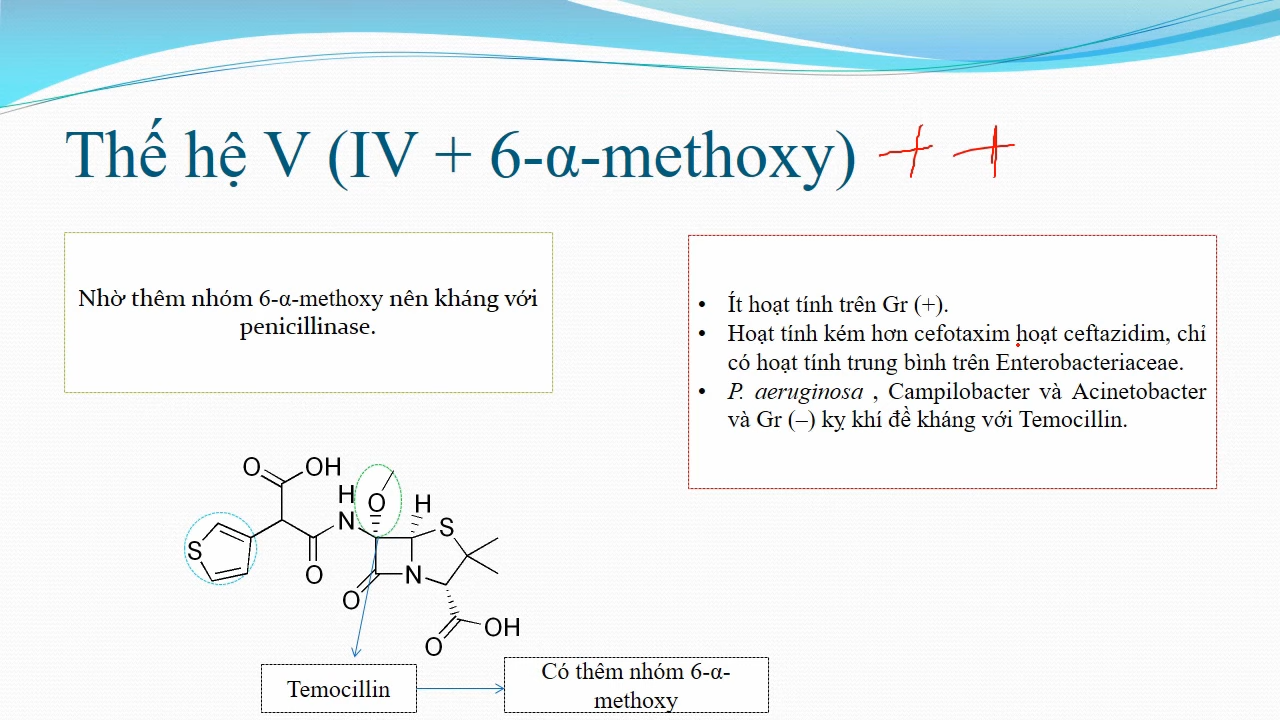 Thế hệ V (IV + 6-α-methoxy) + +
Nhờ thêm nhóm 6-α-methoxy nên kháng với
penicillinase.
• Ít hoạt tính trên Gr (+).
• Hoạt tính kém hơn cefotaxim hoạt ceftazidim, chỉ
có hoạt tính trung bình trên Enterobacteriaceae.
• P. aeruginosa , Campilobacter và Acinetobacter
và Gr (–) kỵ khí đề kháng với Temocillin.
O OH
H O H
N S
S
O N
O
OH
O
Temocillin
Có thêm nhóm 6-α-
methoxy